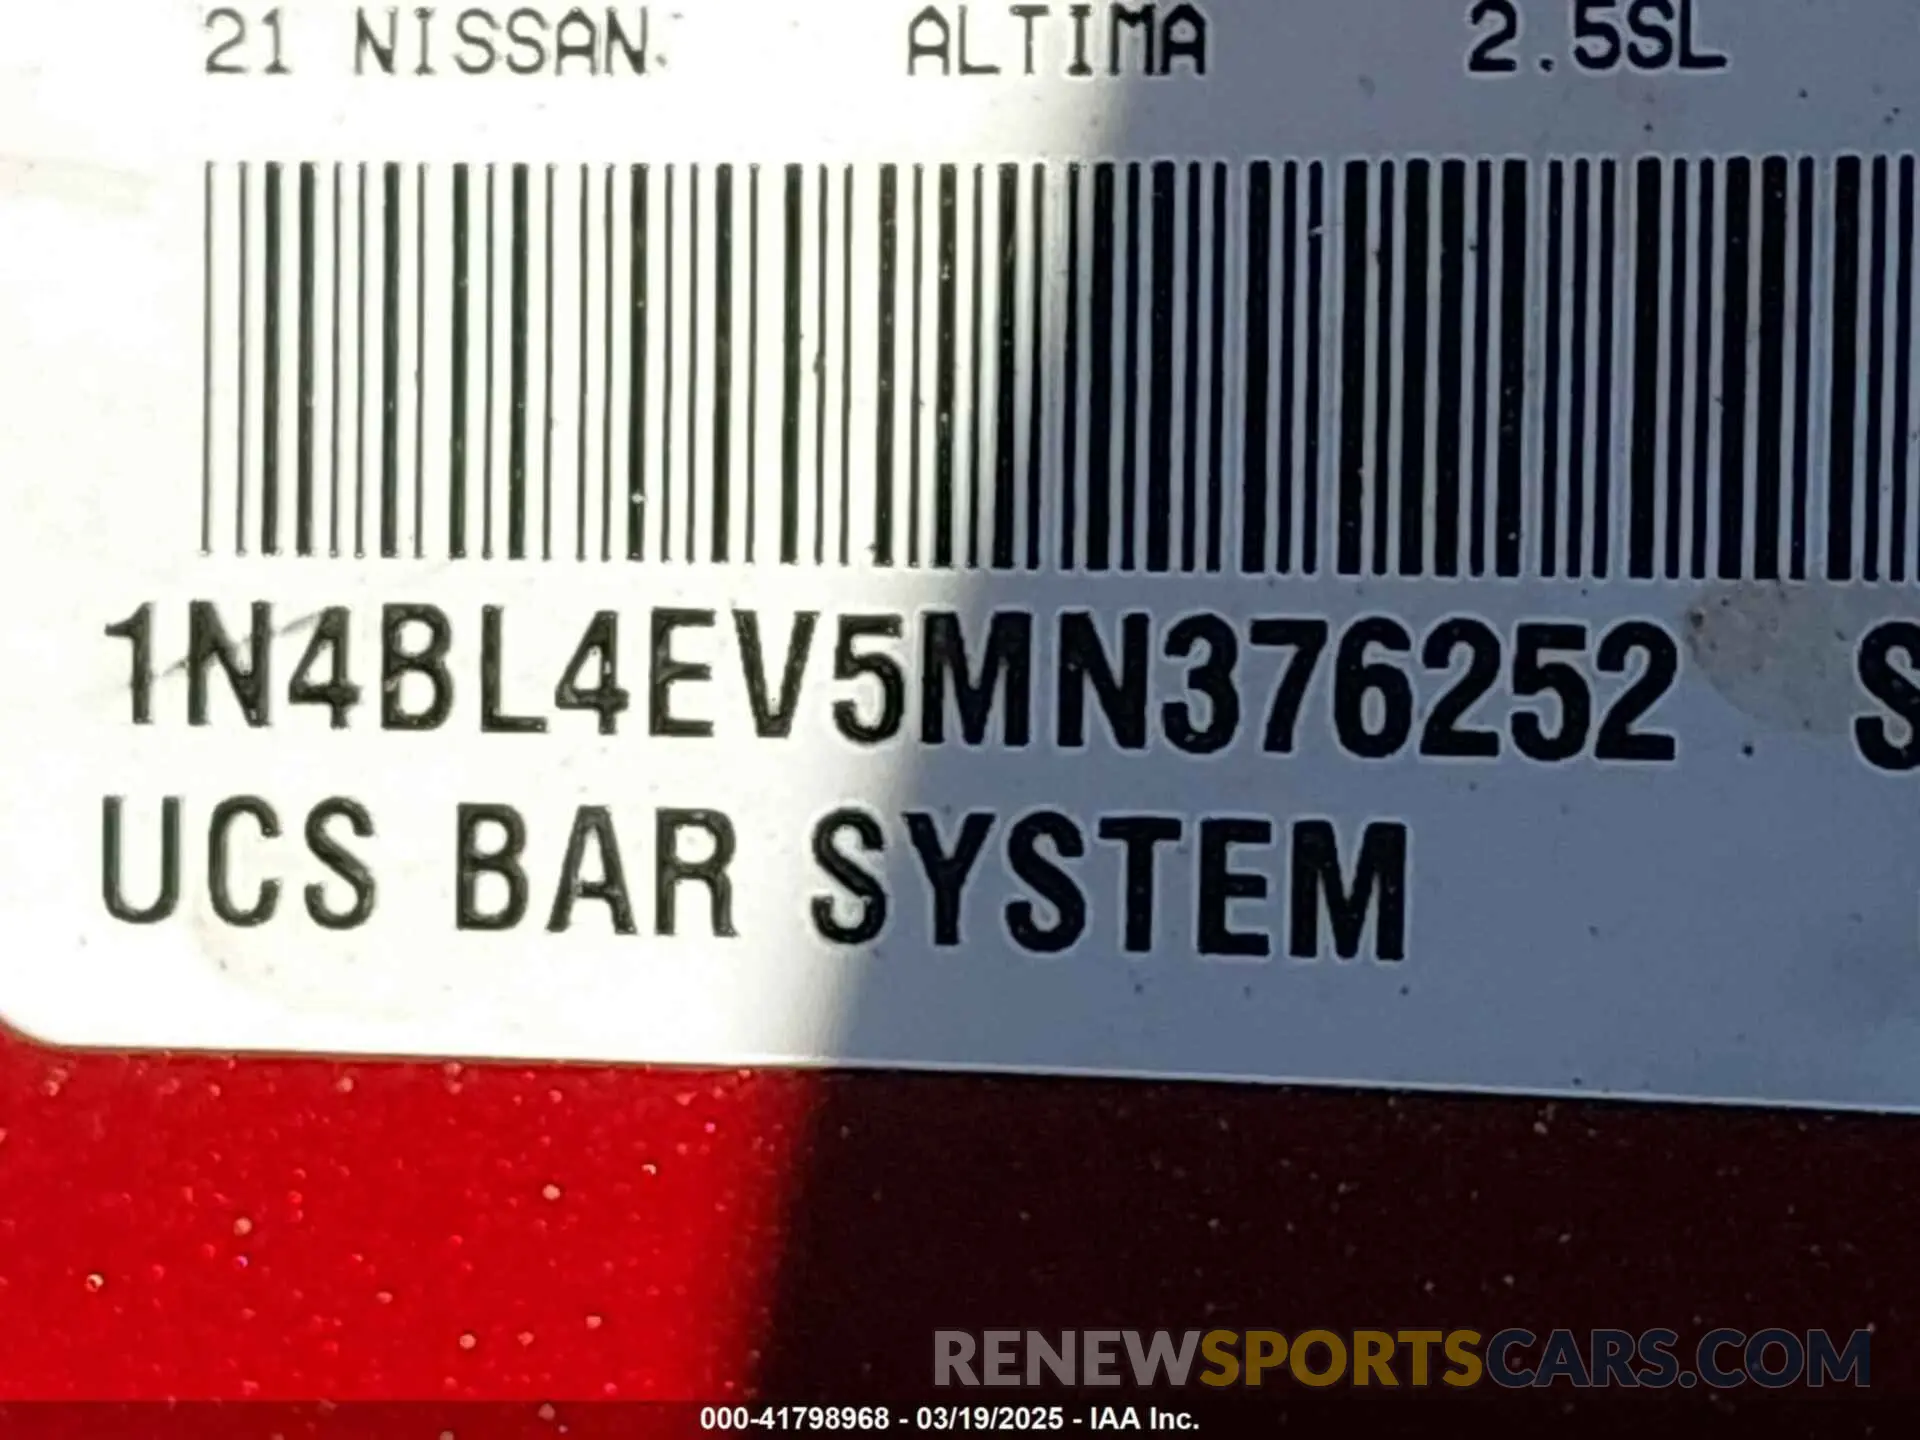 21 NISSAN ALTIMA 2.5SL
1N4BL4EV5MN376252 S
UCS BAR SYSTEM
RENEWSPORTSCARS.COM
000-41798968 - 03/19/2025 - IAA Inc.